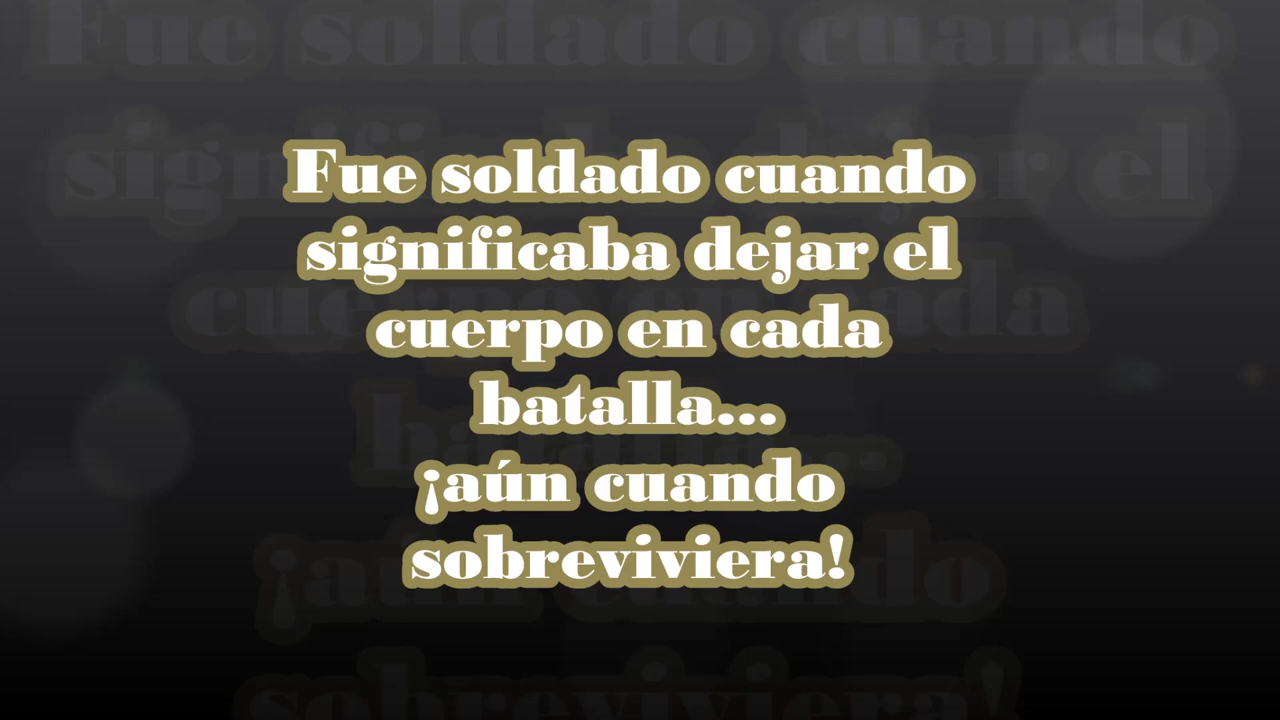 Fue soldado cuando
significaba dejar el
cuerpo en cada
batalla...
¡aún cuando
sobreviviera!